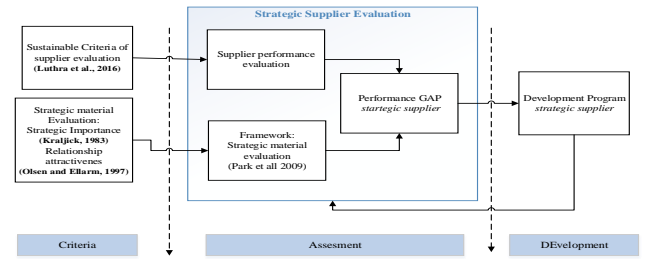 Strategic Supplier Evaluation
Sustainable Criteria of
supplier evaluation
(Luthra et al., 2016)
Supplier performance
evaluation
Strategic material
Evaluation:
Strategic Importance
(Kraljick, 1983)
Relationship
attractivenes
(Olsen and Ellarm, 1997)
Framework:
Strategic material
evaluation
(Park et all 2009)
Performance GAP
startegic supplier
Development Program
strategic supplier
Criteria
Assesment
DEvelopment